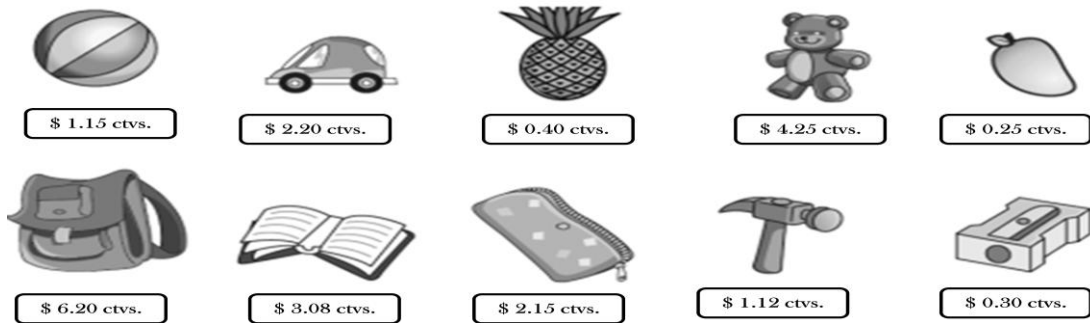 $ 1.15 ctvs.
$ 2.20 ctvs.
$ 0.40 ctvs.
$ 4.25 ctvs.
$ 0.25 ctvs.
$ 6.20 ctvs.
$ 3.08 ctvs.
$ 2.15 ctvs.
$ 1.12 ctvs.
$ 0.30 ctvs.